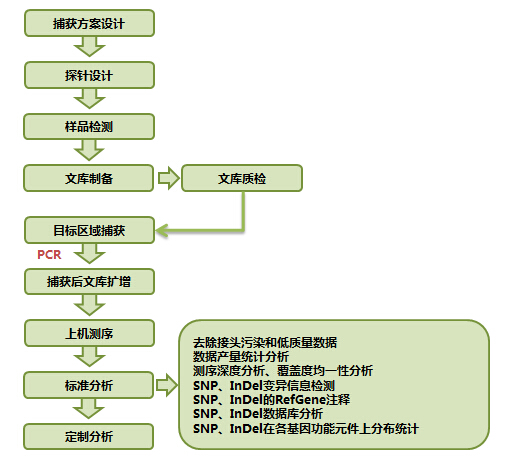 捕获方案设计
探针设计
样品检测
文库制备
文库质检
目标区域捕获
PCR
捕获后文库扩增
上机测序
标准分析
去除接头污染和低质量数据
数据产量统计分析
测序深度分析、覆盖度均一性分析
SNP、InDel变异信息检测
SNP、InDel的RefGene注释
SNP、InDel数据库分析
SNP、InDel在各基因功能元件上分布统计
定制分析